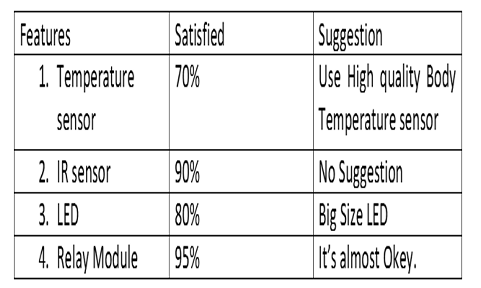 Features Satisfied Suggestion
1. Temperature 70% Use High quality Body
sensor Temperature sensor
2. IR sensor 90% No Suggestion
3. LED 80% Big Size LED
4. Relay Module 95% It's almost Okey.